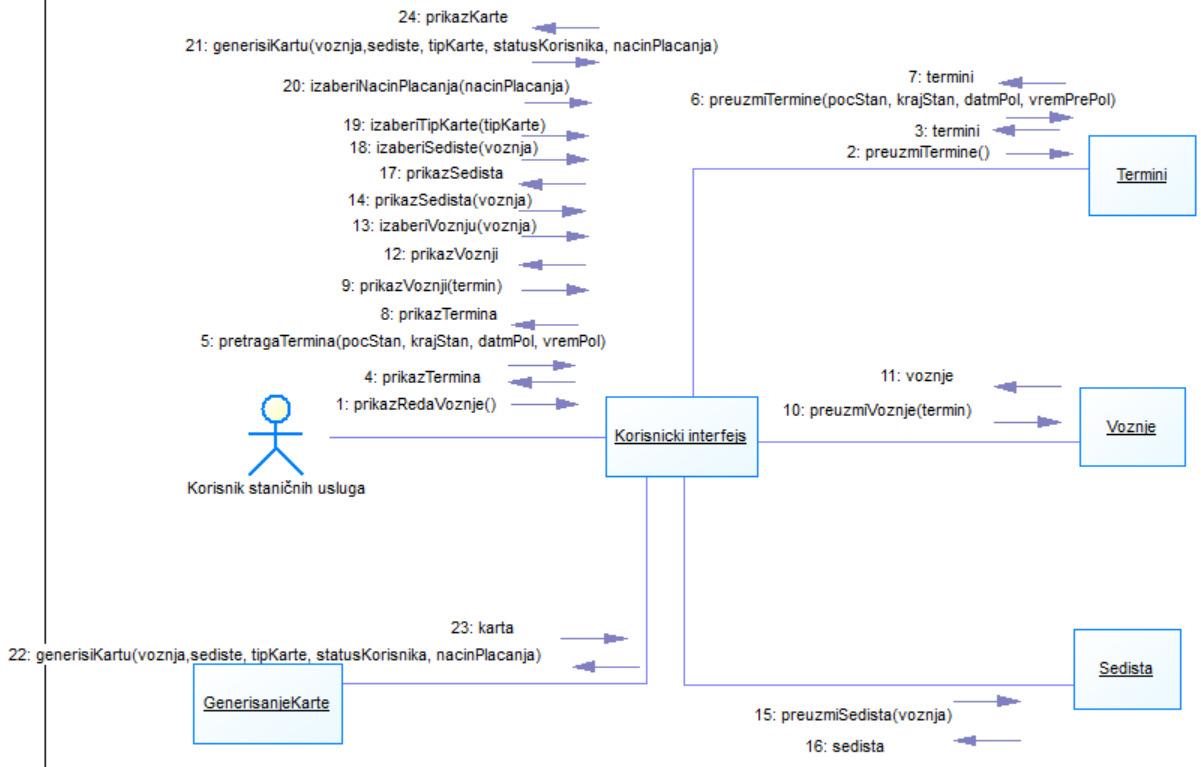 24: prikazKarte
21: generisiKartu(voznja,sediste, tipKarte, statusKorisnika, nacinPlacanja)
20: izaberiNacinPlacanja(nacinPlacanja)
19: izaberiTipKarte(tipKarte)
18: izaberiSediste(voznja)
17: prikazSedista
14: prikazSedista(voznja)
13: izaberiVoznju(voznja)
12: prikazVoznji
9: prikazVoznji(termin)
8: prikazTermina
5: pretragaTermina(pocStan, krajStan, datmPol, vremPol)
4: prikazTermina
1: prikazRedaVoznje()
Korisnik staničnih usluga
Korisnicki interfejs
7: termini
6: preuzmiTermine(pocStan, krajStan, datmPol, vremPrePol)
3: termini
2: preuzmiTermine()
Termini
11: voznje
10: preuzmiVoznje(termin)
Voznje
23: karta
22: generisiKartu(voznja,sediste, tipKarte, statusKorisnika, nacinPlacanja)
GenerisanjeKarte
Sedista
15: preuzmiSedista(voznja)
16: sedista